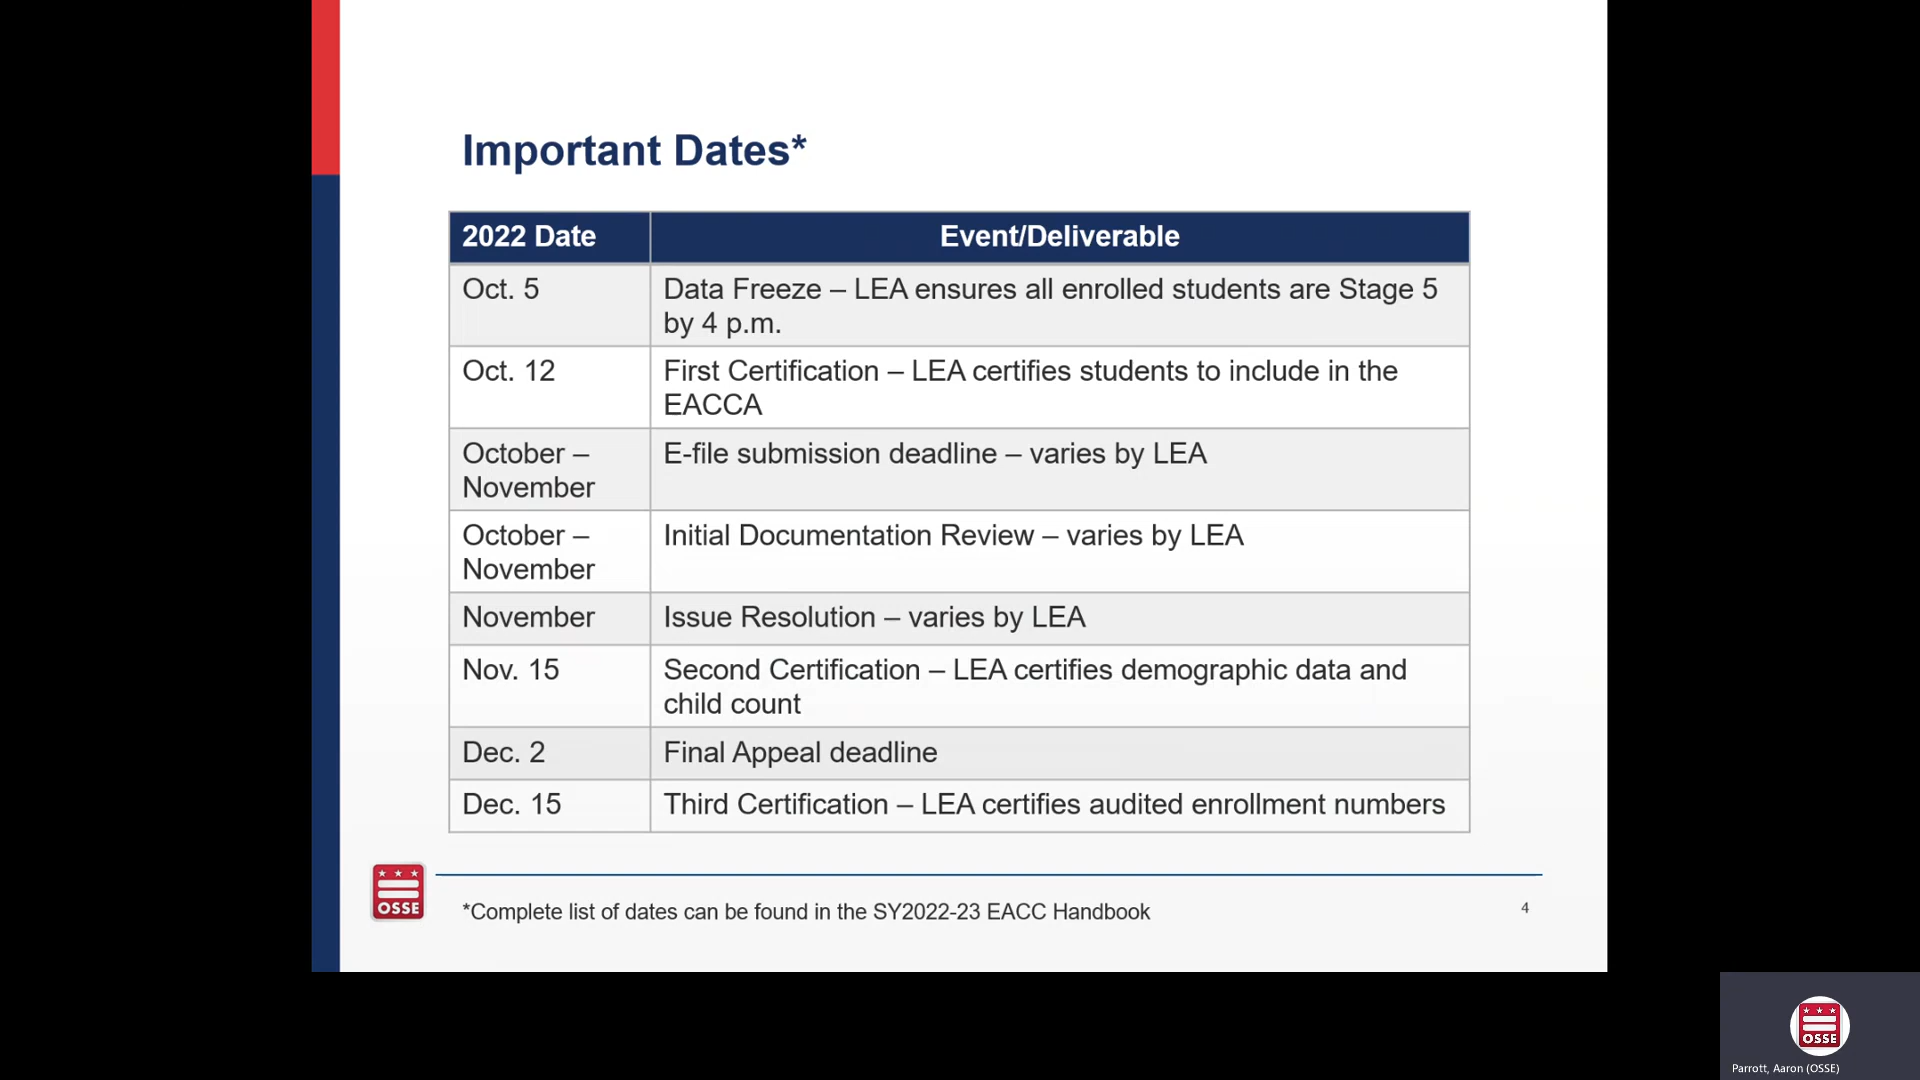 Important Dates*
2022 Date
Event/Deliverable
Oct. 5
Data Freeze – LEA ensures all enrolled students are Stage 5
by 4 p.m.
Oct. 12
First Certification – LEA certifies students to include in the
EACCA
October –
November
E-file submission deadline – varies by LEA
October –
November
Initial Documentation Review – varies by LEA
November
Issue Resolution – varies by LEA
Nov. 15
Second Certification – LEA certifies demographic data and
child count
Dec. 2
Final Appeal deadline
Dec. 15
Third Certification – LEA certifies audited enrollment numbers
OSSE
*Complete list of dates can be found in the SY2022-23 EACC Handbook
4
OSSE
Parrott, Aaron (OSSE)